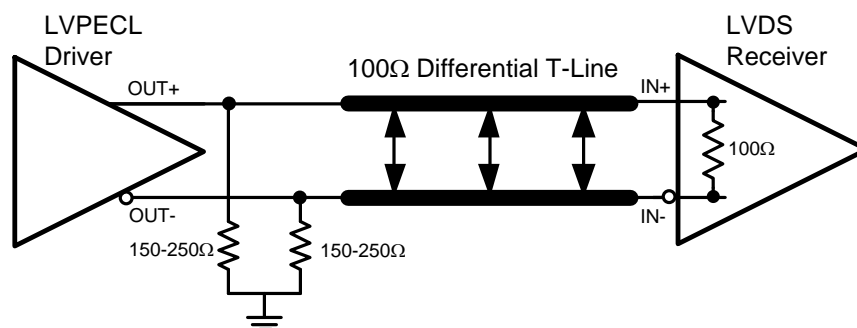 LVPECL
Driver
LVDS
Receiver
100Ω Differential T-Line
OUT+
IN+
100Ω
OUT-
IN-
150-250Ω
150-250Ω